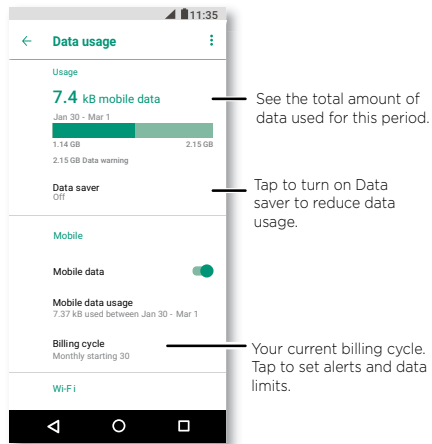 11:35
Data usage
Usage
7.4 kB mobile data
Jan 30 - Mar 1
1.14 GB 2.15 GB
2.15 GB Data warning
Data saver
Off
Mobile
Mobile data
Mobile data usage
7.37 kB used between Jan 30 - Mar 1
Billing cycle
Monthly starting 30
Wi-Fi
See the total amount of
data used for this period.
Tap to turn on Data
saver to reduce data
usage.
Your current billing cycle.
Tap to set alerts and data
limits.